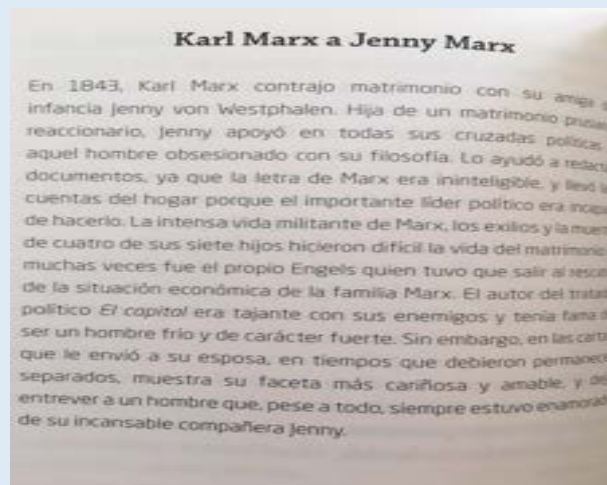 Karl Marx a Jenny Marx
En 1843, Karl Marx contrajo matrimonio con su amiga
infancia Jenny von Westphalen. Hija de un matrimonio prusiano
reaccionario, Jenny apoyó en todas sus cruzadas políticas
aquel hombre obsesionado con su filosofía. Lo ayudó a redactar
documentos, ya que la letra de Marx era ininteligible, y llevó
cuentas del hogar porque el importante líder político era
de hacerlo. La intensa vida militante de Marx, los exilios y la
de cuatro de sus siete hijos hicieron difícil la vida del matrimonio
muchas veces fue el propio Engels quien tuvo que salir al
de la situación económica de la familia Marx. El autor del
político El capitol era tajante con sus enemigos y tenía fama
ser un hombre frío y de carácter fuerte. Sin embargo, en las
que le envió a su esposa, en tiempos que debieron
separados, muestra su faceta más cariñosa y amable, y
entrever a un hombre que, pese a todo, siempre estuvo
de su incansable compañera Jenny.